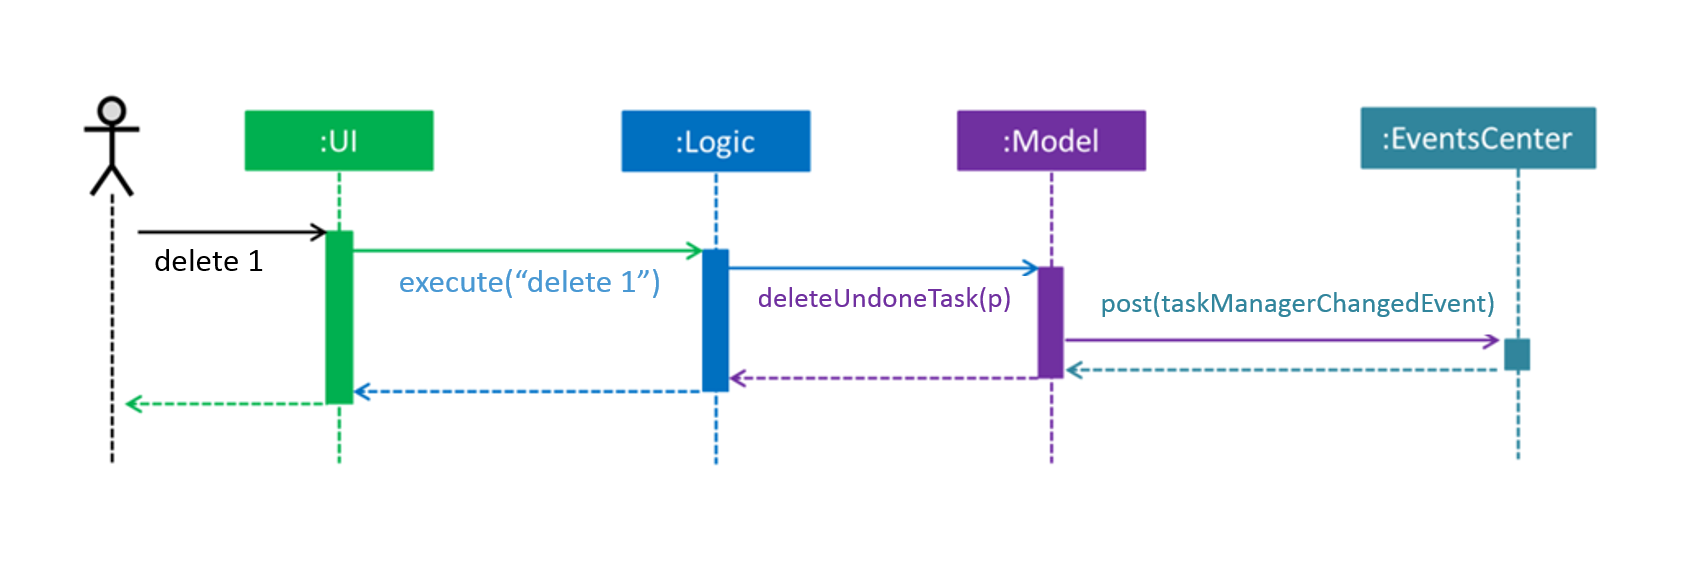 :UI
:Logic
:Model
:EventsCenter
delete 1
execute(“delete 1”)
deleteUndoneTask(p)
post(taskManagerChangedEvent)